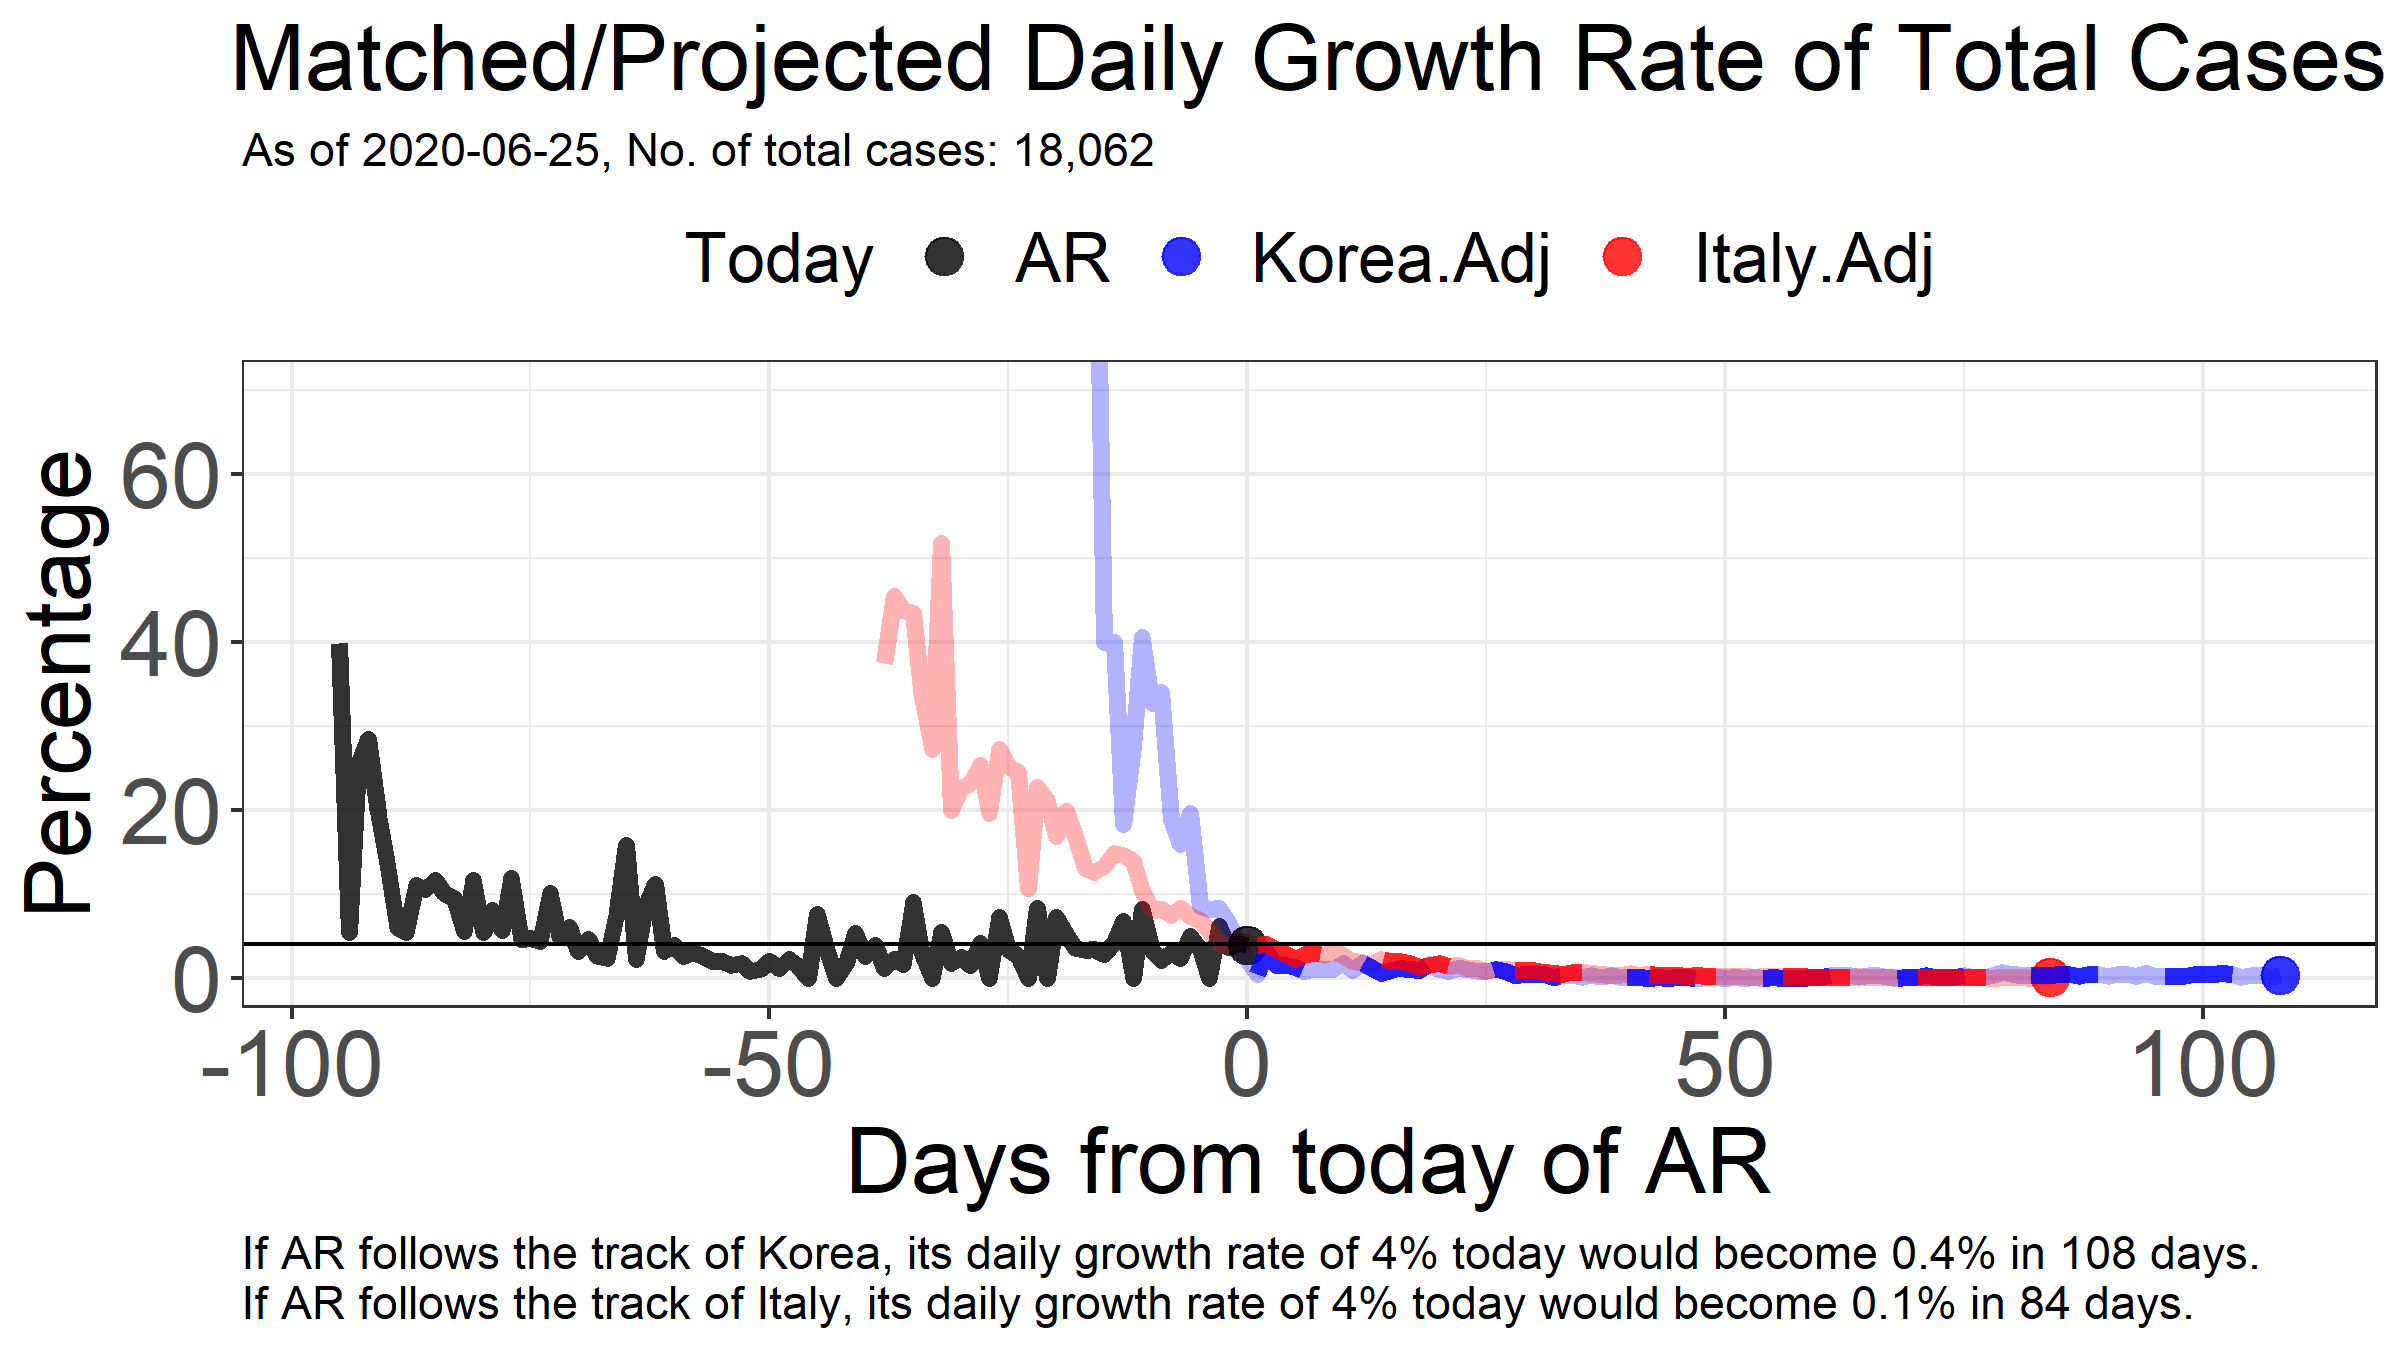 Matched/Projected Daily Growth Rate of Total Cases
As of 2020-06-25, No. of total cases: 18,062
Today AR Korea.Adj Italy.Adj
Percentage
60
40
20
0
-100 -50 0 50 100
Days from today of AR
If AR follows the track of Korea, its daily growth rate of 4% today would become 0.4% in 108 days.
If AR follows the track of Italy, its daily growth rate of 4% today would become 0.1% in 84 days.